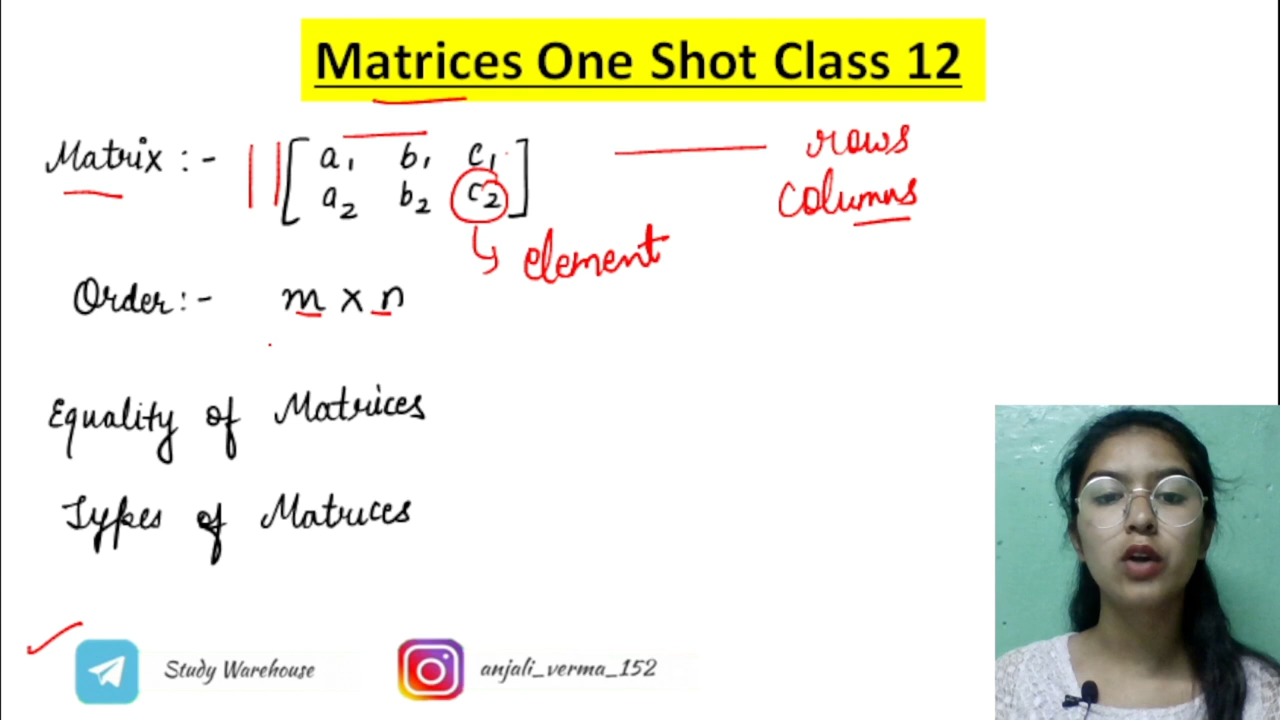 Matrices One Shot Class 12
Matrix :- [ a₁ b₁ c₁ rows
a₂ b₂ c₂ ] columns
↳ element
Order :- m x n
Equality of Matrices
Types of Matrices
Study Warehouse anjali_verma_152